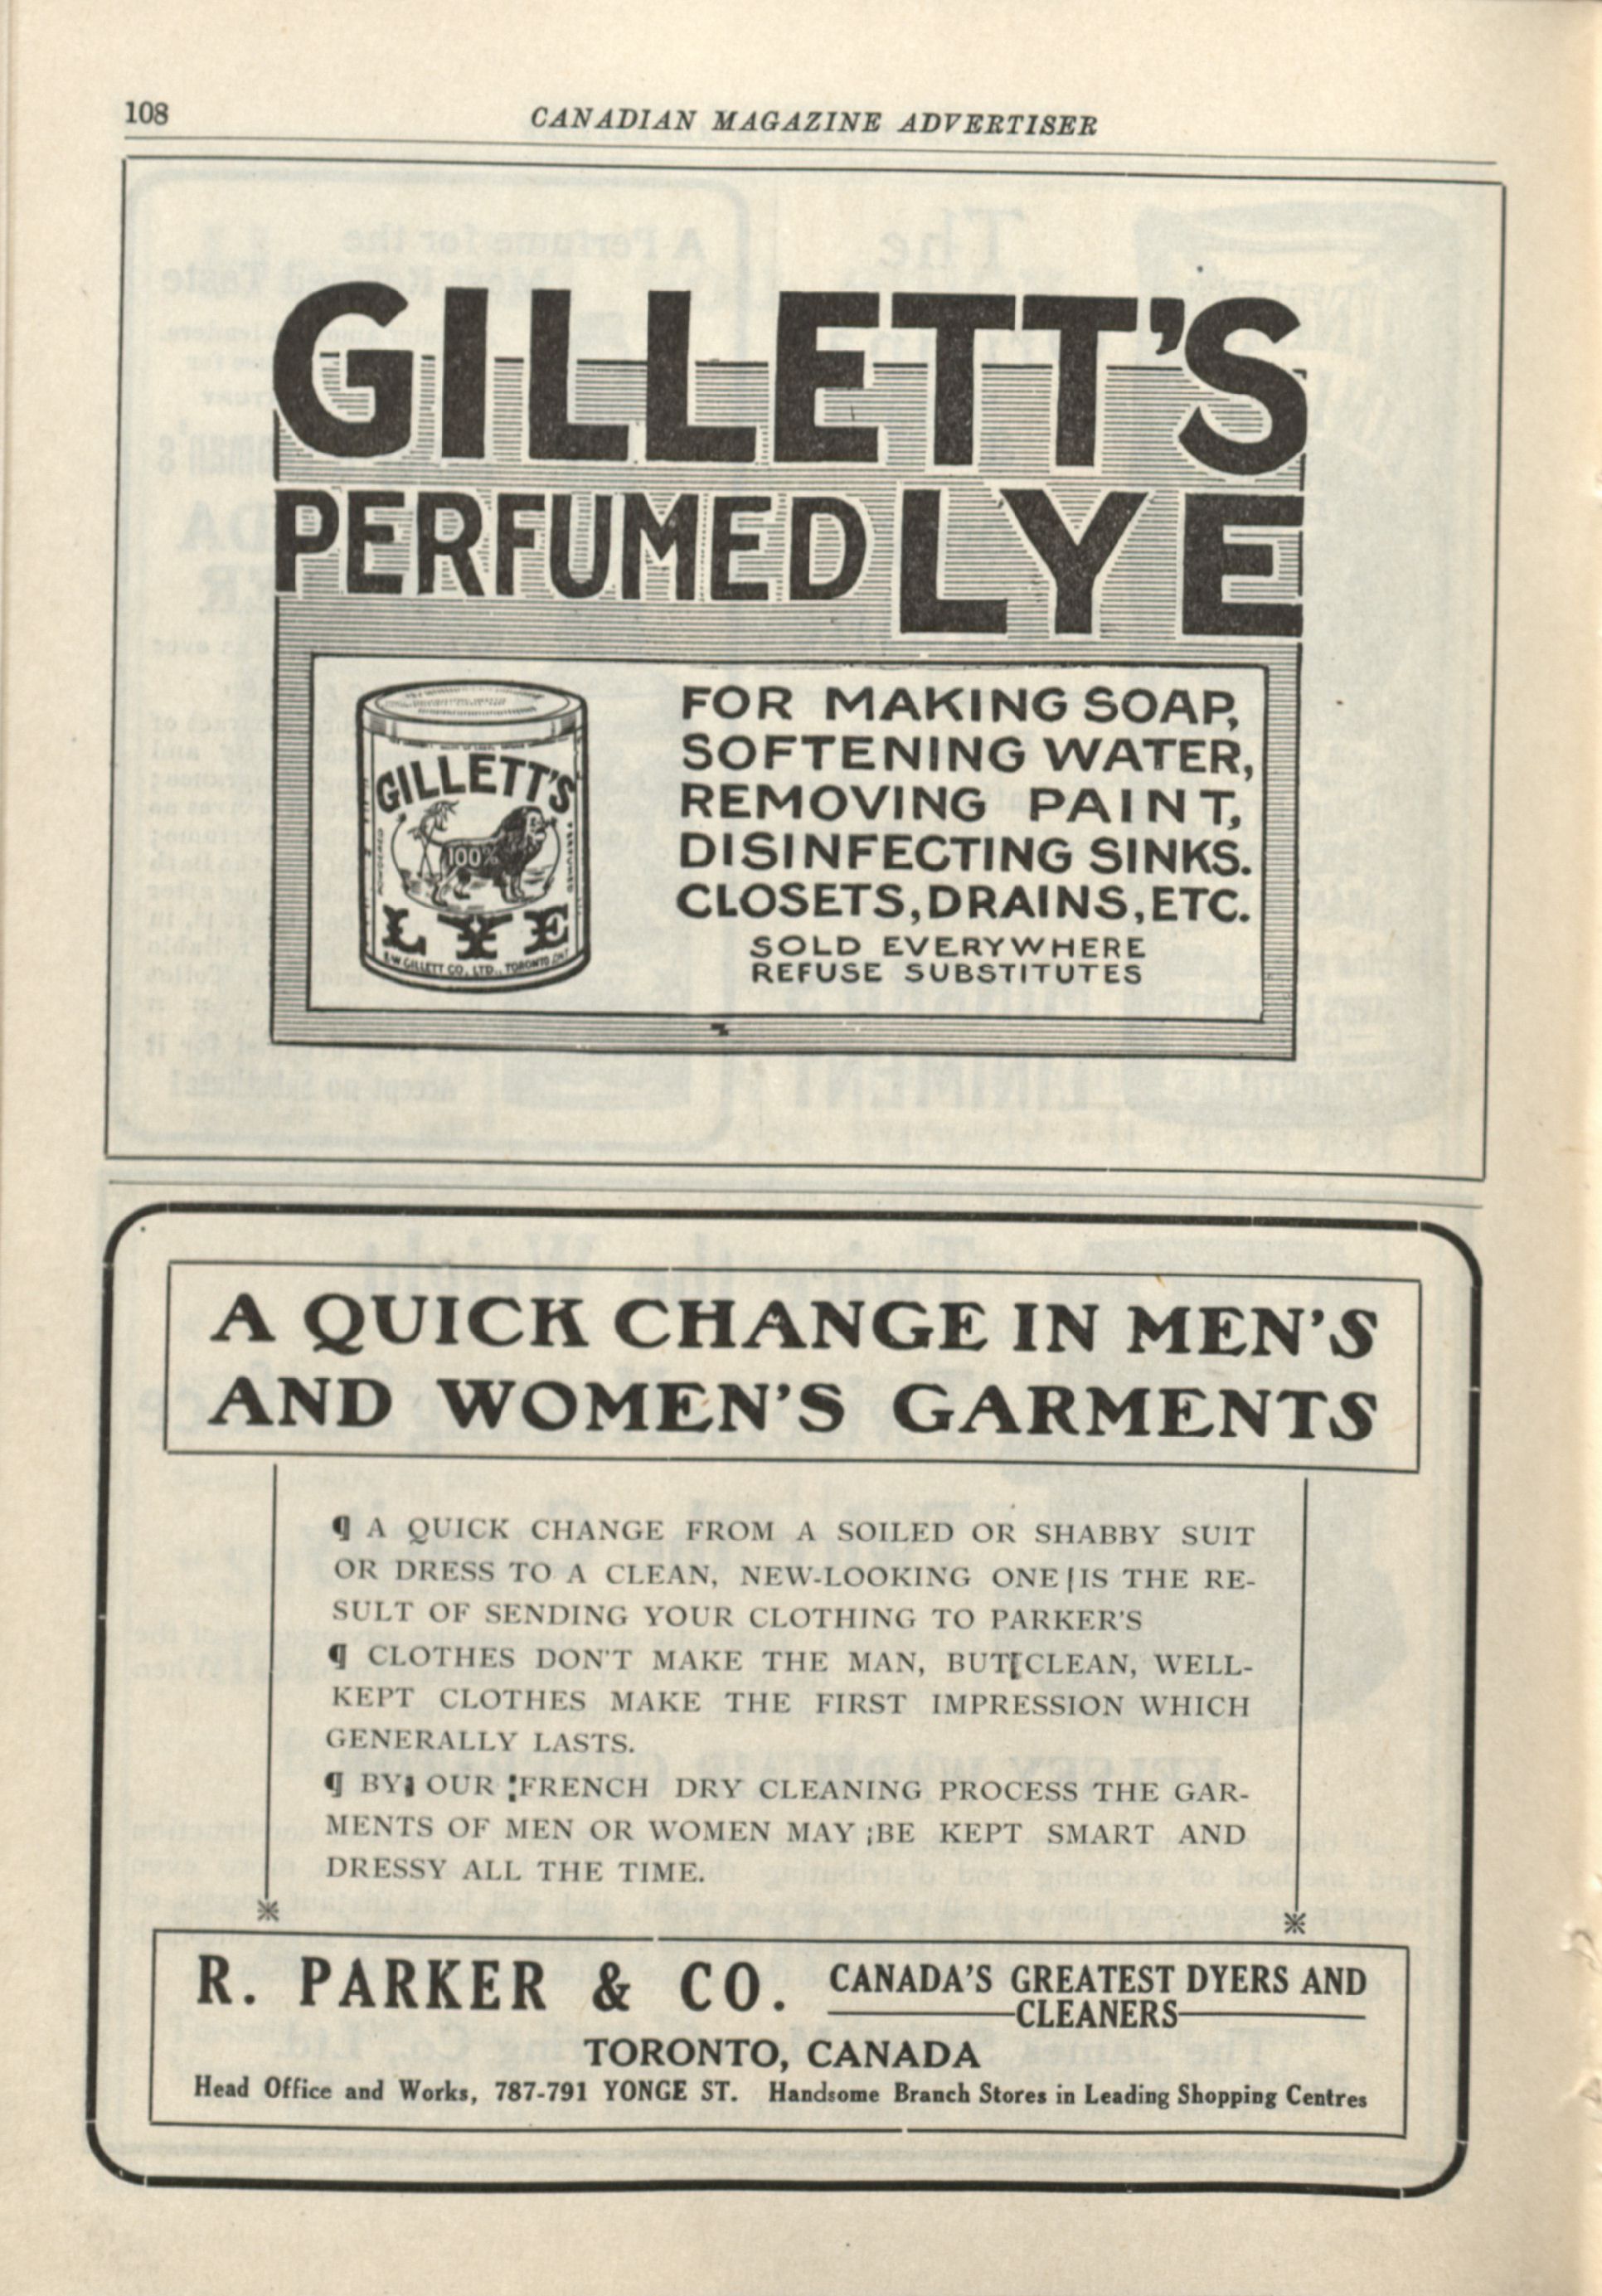 108
CANADIAN MAGAZINE ADVERTISER
GILLETT'S
PERFUMED LYE
GILLETT'S
100%
LYE
E.W. GILLETT CO., LTD., TORONTO ONT
FOR MAKING SOAP,
SOFTENING WATER,
REMOVING PAINT,
DISINFECTING SINKS.
CLOSETS, DRAINS, ETC.
SOLD EVERYWHERE
REFUSE SUBSTITUTES
A QUICK CHANGE IN MEN'S
AND WOMEN'S GARMENTS
¶ A QUICK CHANGE FROM A SOILED OR SHABBY SUIT
OR DRESS TO A CLEAN, NEW-LOOKING ONE IS THE RE-
SULT OF SENDING YOUR CLOTHING TO PARKER'S
¶ CLOTHES DON'T MAKE THE MAN, BUT CLEAN, WELL-
KEPT CLOTHES MAKE THE FIRST IMPRESSION WHICH
GENERALLY LASTS.
¶ BY OUR FRENCH DRY CLEANING PROCESS THE GAR-
MENTS OF MEN OR WOMEN MAY BE KEPT SMART AND
DRESSY ALL THE TIME.
R. PARKER & CO. CANADA'S GREATEST DYERS AND
CLEANERS
TORONTO, CANADA
Head Office and Works, 787-791 YONGE ST. Handsome Branch Stores in Leading Shopping Centres